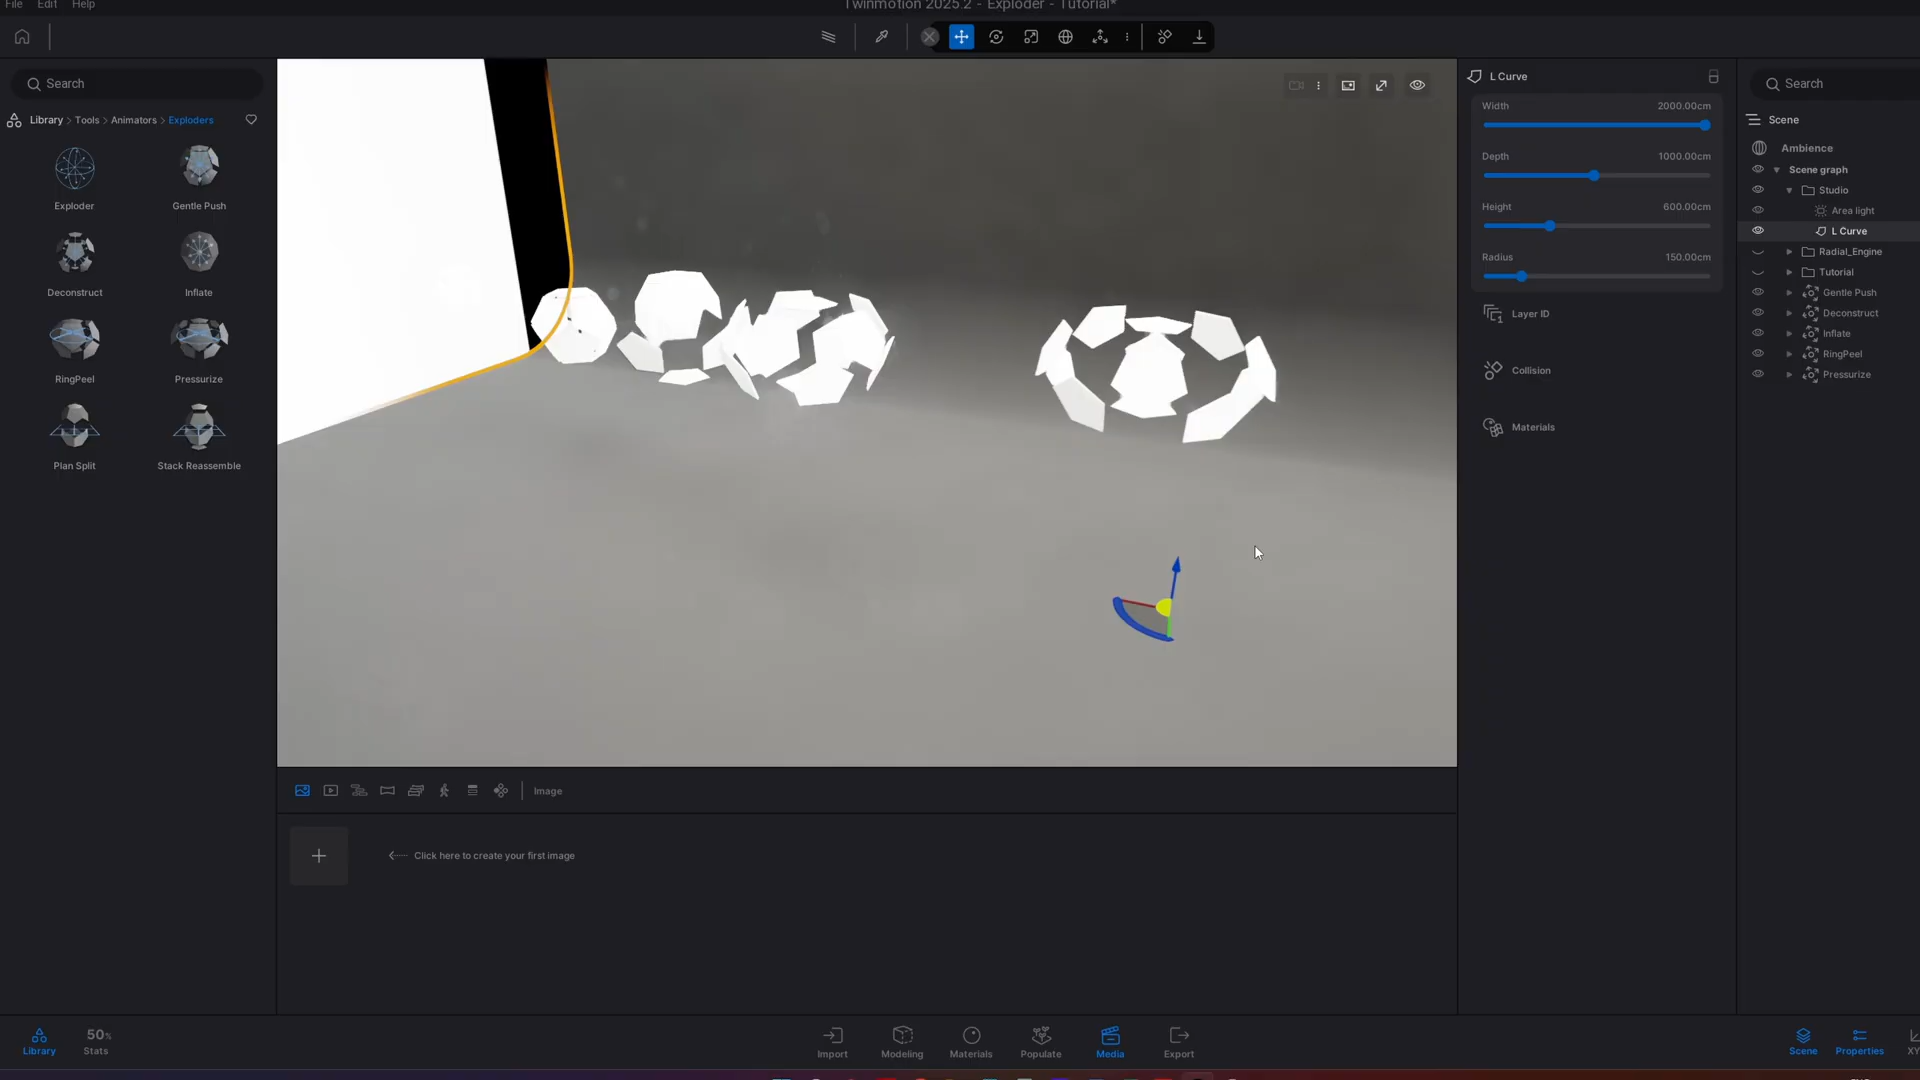 File Edit Help
Twinmotion 2025.2 - Exploder - Tutorial*
Search
Library > Tools > Animators > Exploders
Exploder
Gentle Push
Deconstruct
Inflate
RingPeel
Pressurize
Plan Split
Stack Reassemble
L Curve
Width 2000.00cm
Depth 1000.00cm
Height 600.00cm
Radius 150.00cm
Layer ID
Collision
Materials
Search
Scene
Ambience
Scene graph
Studio
Area light
L Curve
Radial_Engine
Tutorial
Gentle Push
Deconstruct
Inflate
RingPeel
Pressurize
Image
Click here to create your first image
Library
50%
Stats
Import
Modeling
Materials
Populate
Media
Export
Scene
Properties
XY